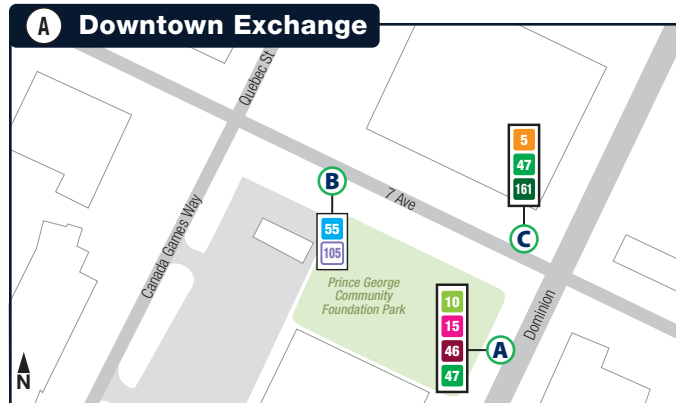 A Downtown Exchange
Quebec St
5
47
161
C
B
7 Ave
55
105
Canada Games Way
Prince George
Community
Foundation Park
10
15
46
47
A
Dominion
N